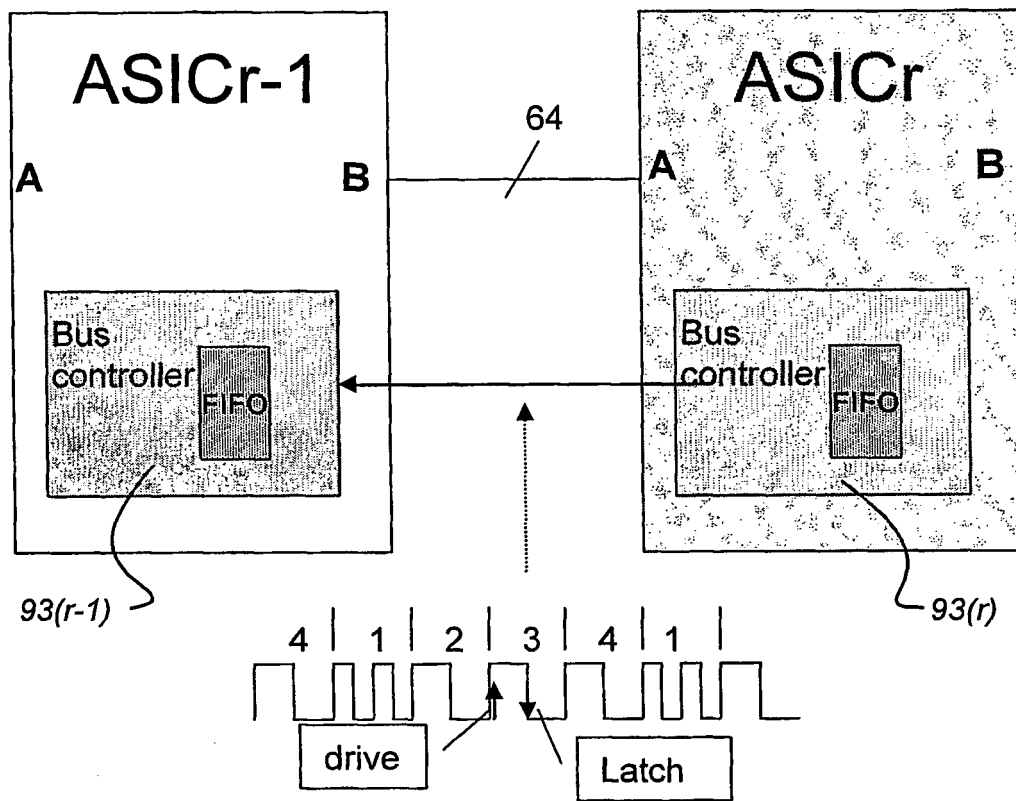 ASICr-1
ASICr
64
A
B
A
B
Bus
controller
FIFO
Bus
controller
FIFO
93(r-1)
93(r)
4 1 2 3 4 1
drive
Latch